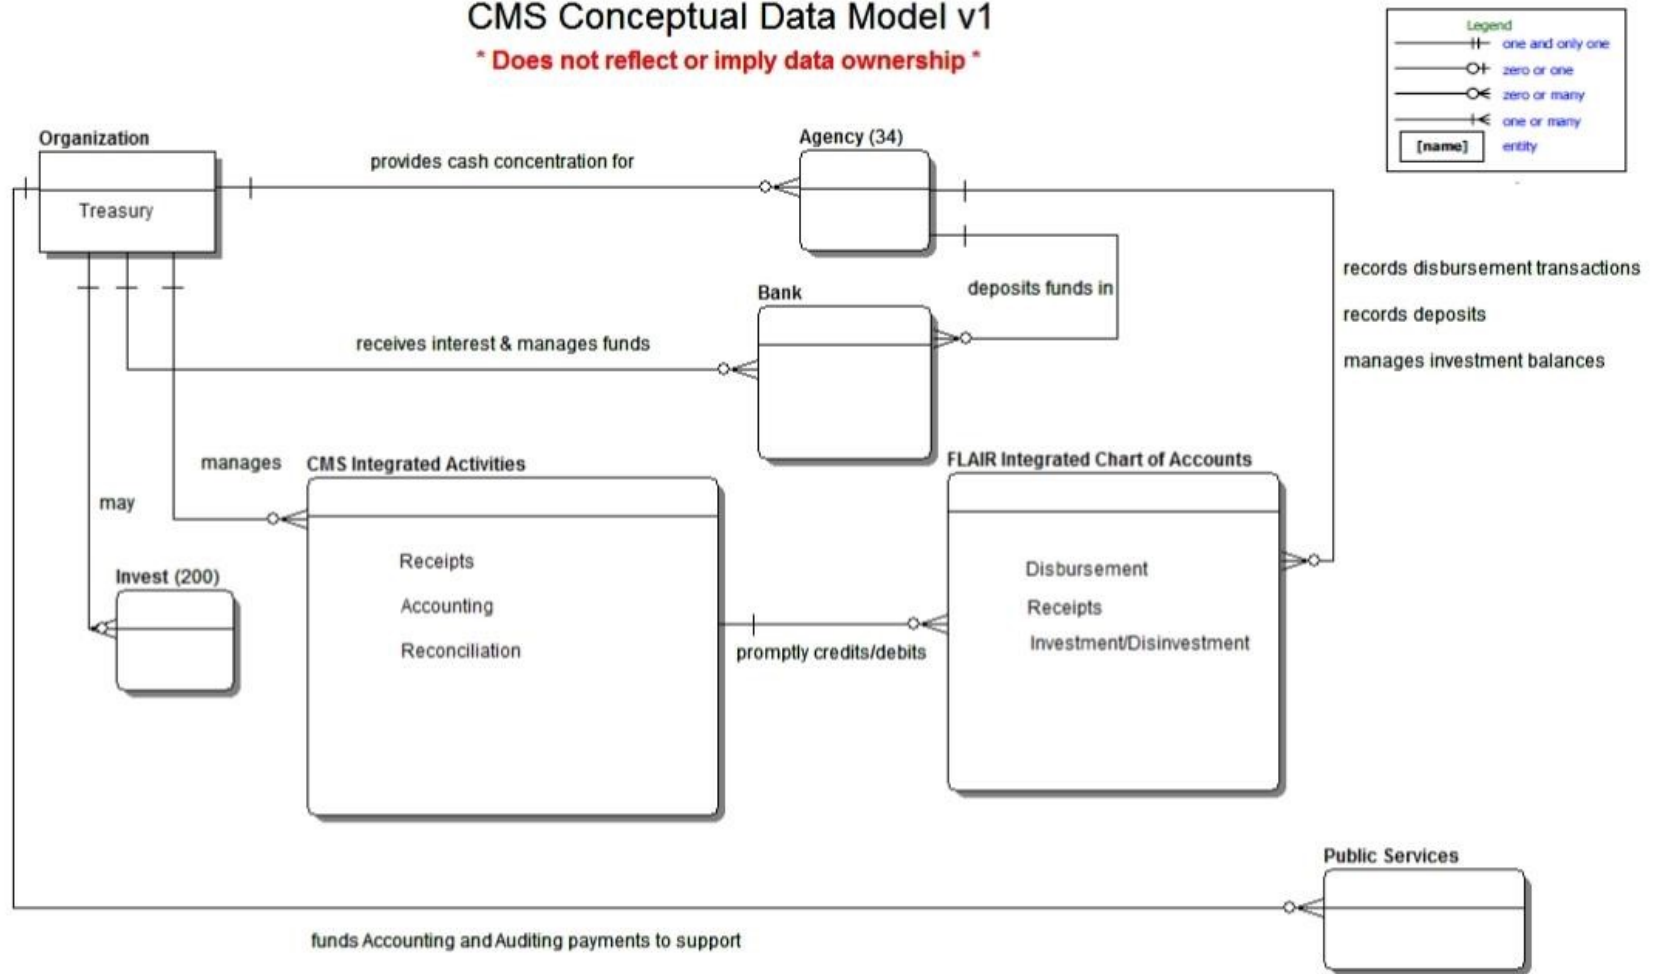 CMS Conceptual Data Model v1
* Does not reflect or imply data ownership *
Legend
one and only one
zero or one
zero or many
one or many
[name]
entity
Organization
Treasury
provides cash concentration for
Agency (34)
records disbursement transactions
records deposits
manages investment balances
deposits funds in
Bank
receives interest & manages funds
manages
may
CMS Integrated Activities
Receipts
Accounting
Reconciliation
FLAIR Integrated Chart of Accounts
Disbursement
Receipts
Investment/Disinvestment
Invest (200)
promptly credits/debits
Public Services
funds Accounting and Auditing payments to support